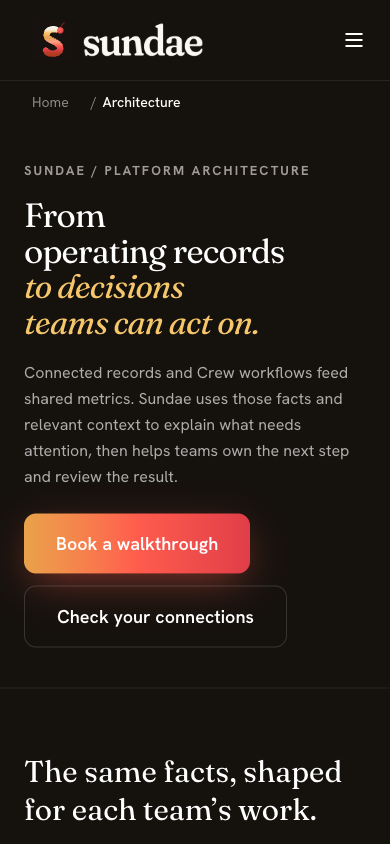 sundae
Home / Architecture
SUNDAE / PLATFORM ARCHITECTURE
From
operating records
to decisions
teams can act on.
Connected records and Crew workflows feed
shared metrics. Sundae uses those facts and
relevant context to explain what needs
attention, then helps teams own the next step
and review the result.
Book a walkthrough
Check your connections
The same facts, shaped
for each team’s work.